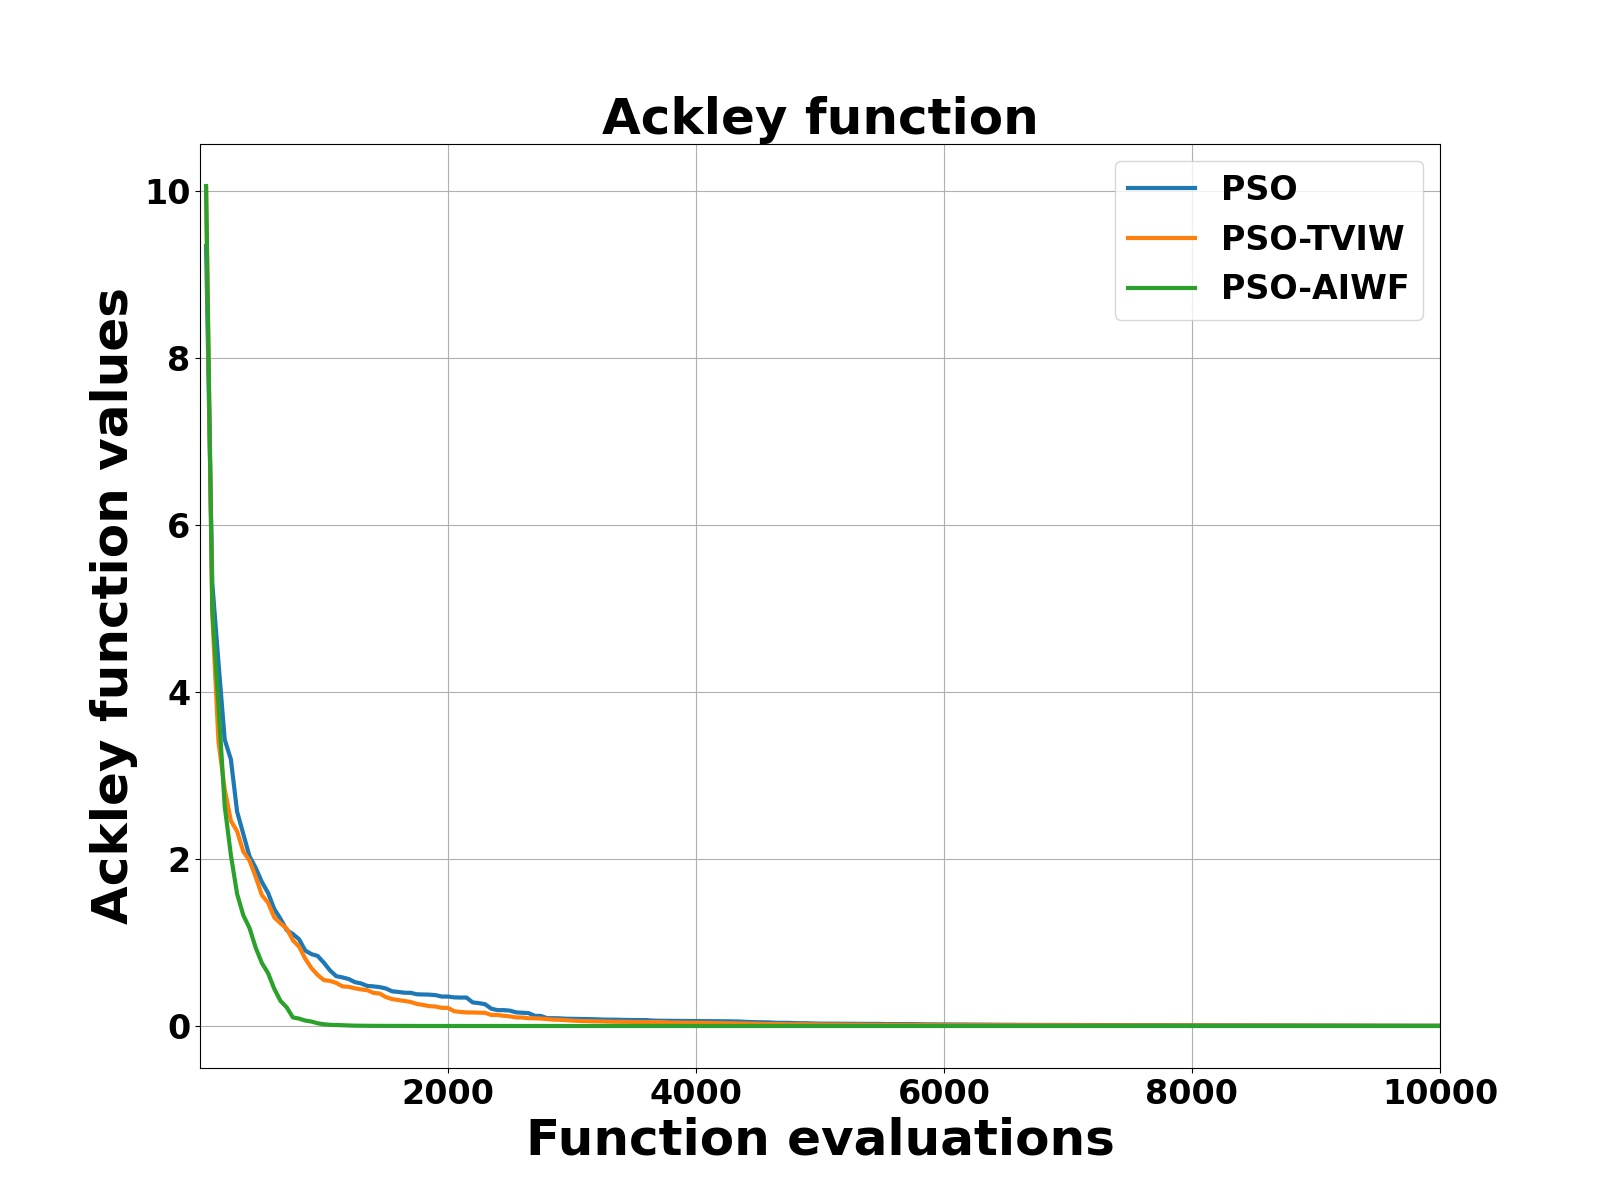 Ackley function
PSO
PSO-TVIW
PSO-AIWF
Ackley function values
10
8
6
4
2
0
2000 4000 6000 8000 10000
Function evaluations